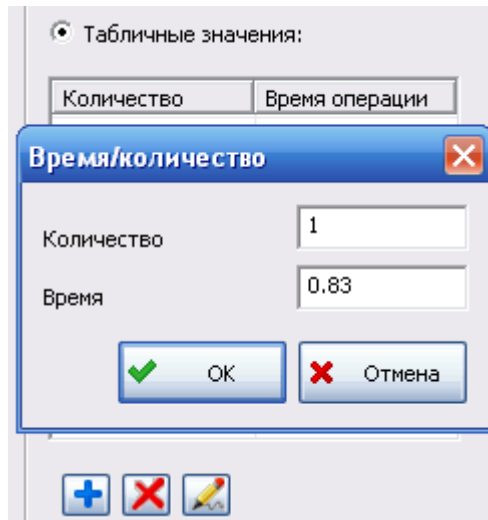 Табличные значения:
Количество Время операции
Время/количество
Количество 1
Время 0.83
OK Отмена